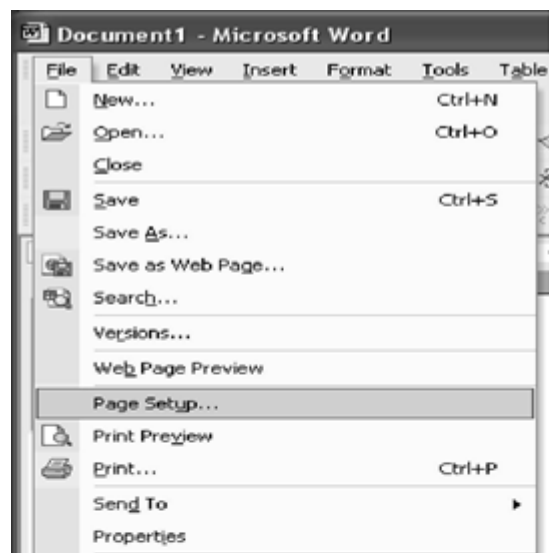 Document1 - Microsoft Word
File Edit View Insert Format Tools Table
New... Ctrl+N
Open... Ctrl+O
Close
Save Ctrl+S
Save As...
Save as Web Page...
Search...
Versions...
Web Page Preview
Page Setup...
Print Preview
Print... Ctrl+P
Send To
Properties